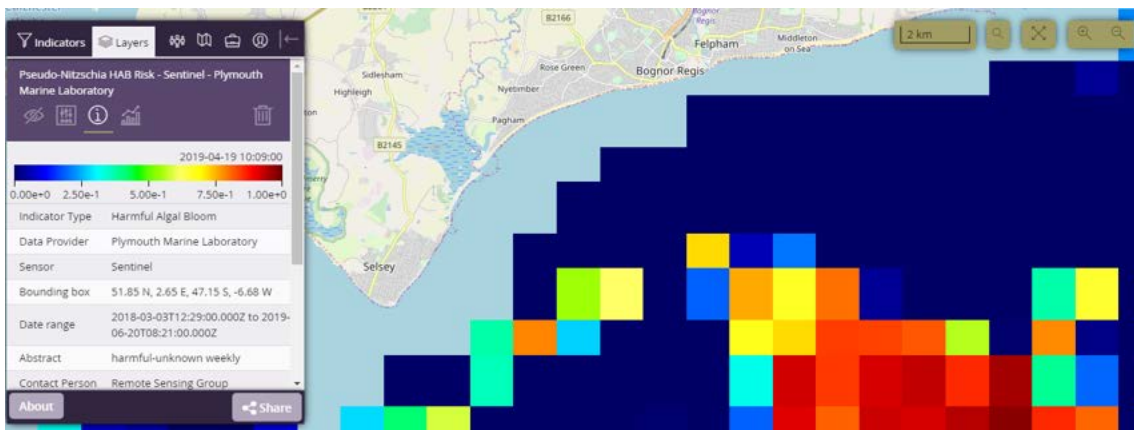 Indicators Layers
Pseudo-Nitzschia HAB Risk - Sentinel - Plymouth
Marine Laboratory
2019-04-19 10:09:00
0.00e+0 2.50e-1 5.00e-1 7.50e-1 1.00e+0
Indicator Type Harmful Algal Bloom
Data Provider Plymouth Marine Laboratory
Sensor Sentinel
Bounding box 51.85 N, 2.65 E, 47.15 S, -6.68 W
Date range 2018-03-03T12:29:00.000Z to 2019-
06-20T08:21:00.000Z
Abstract harmful-unknown weekly
Contact Person Remote Sensing Group
About Share
B2166
Bognor
Regis
Felpham
Middleton
on Sea
2 km
Rose Green
Bognor Regis
Sidlesham
Nyetimber
Highleigh
Pagham
B2145
Selsey